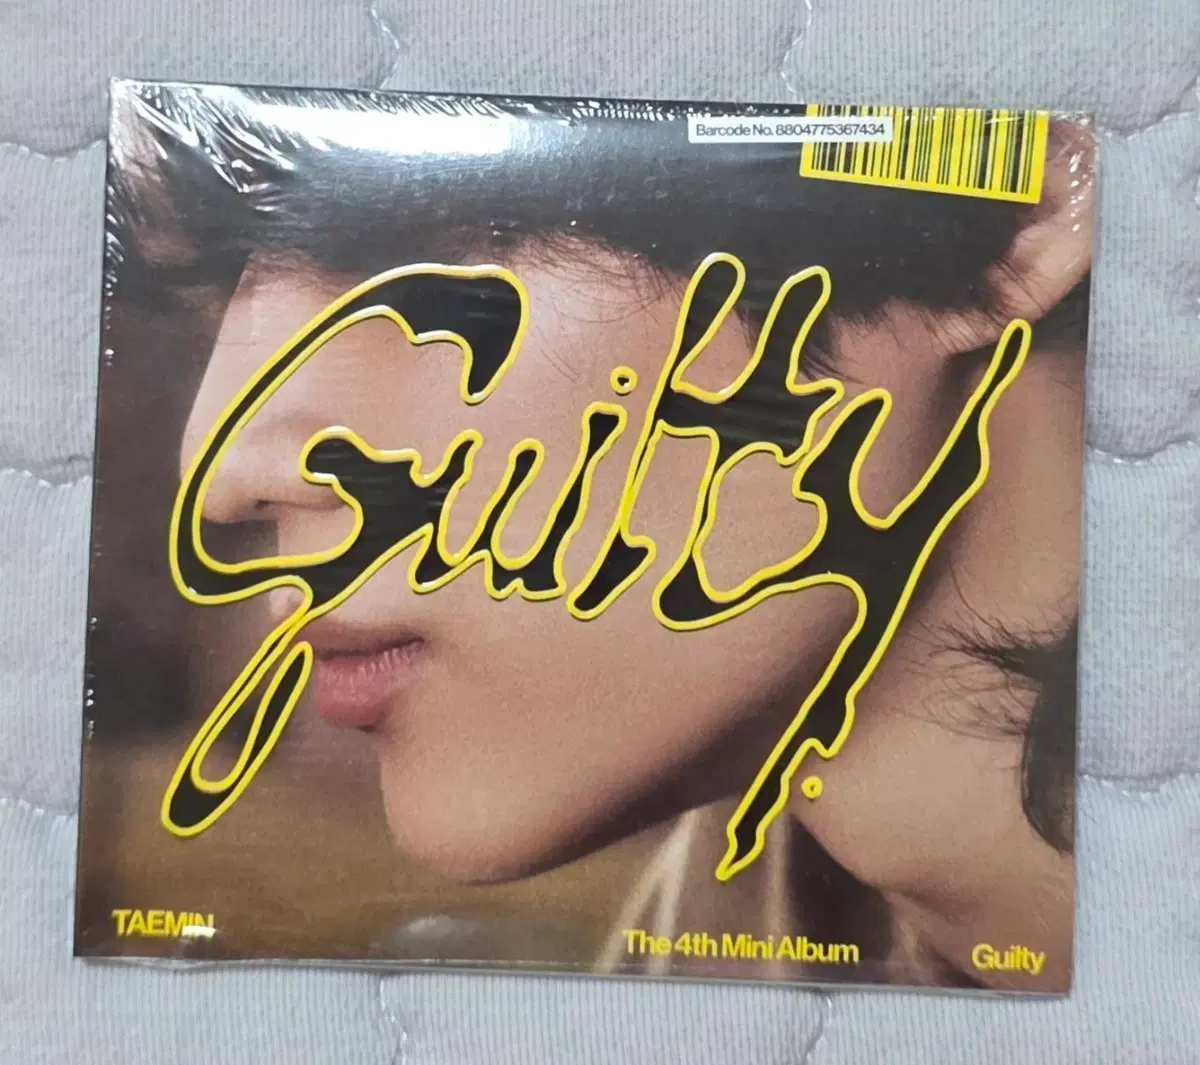 Barcode No. 8804775367434
Guilty
TAEMIN
The 4th Mini Album
Guilty